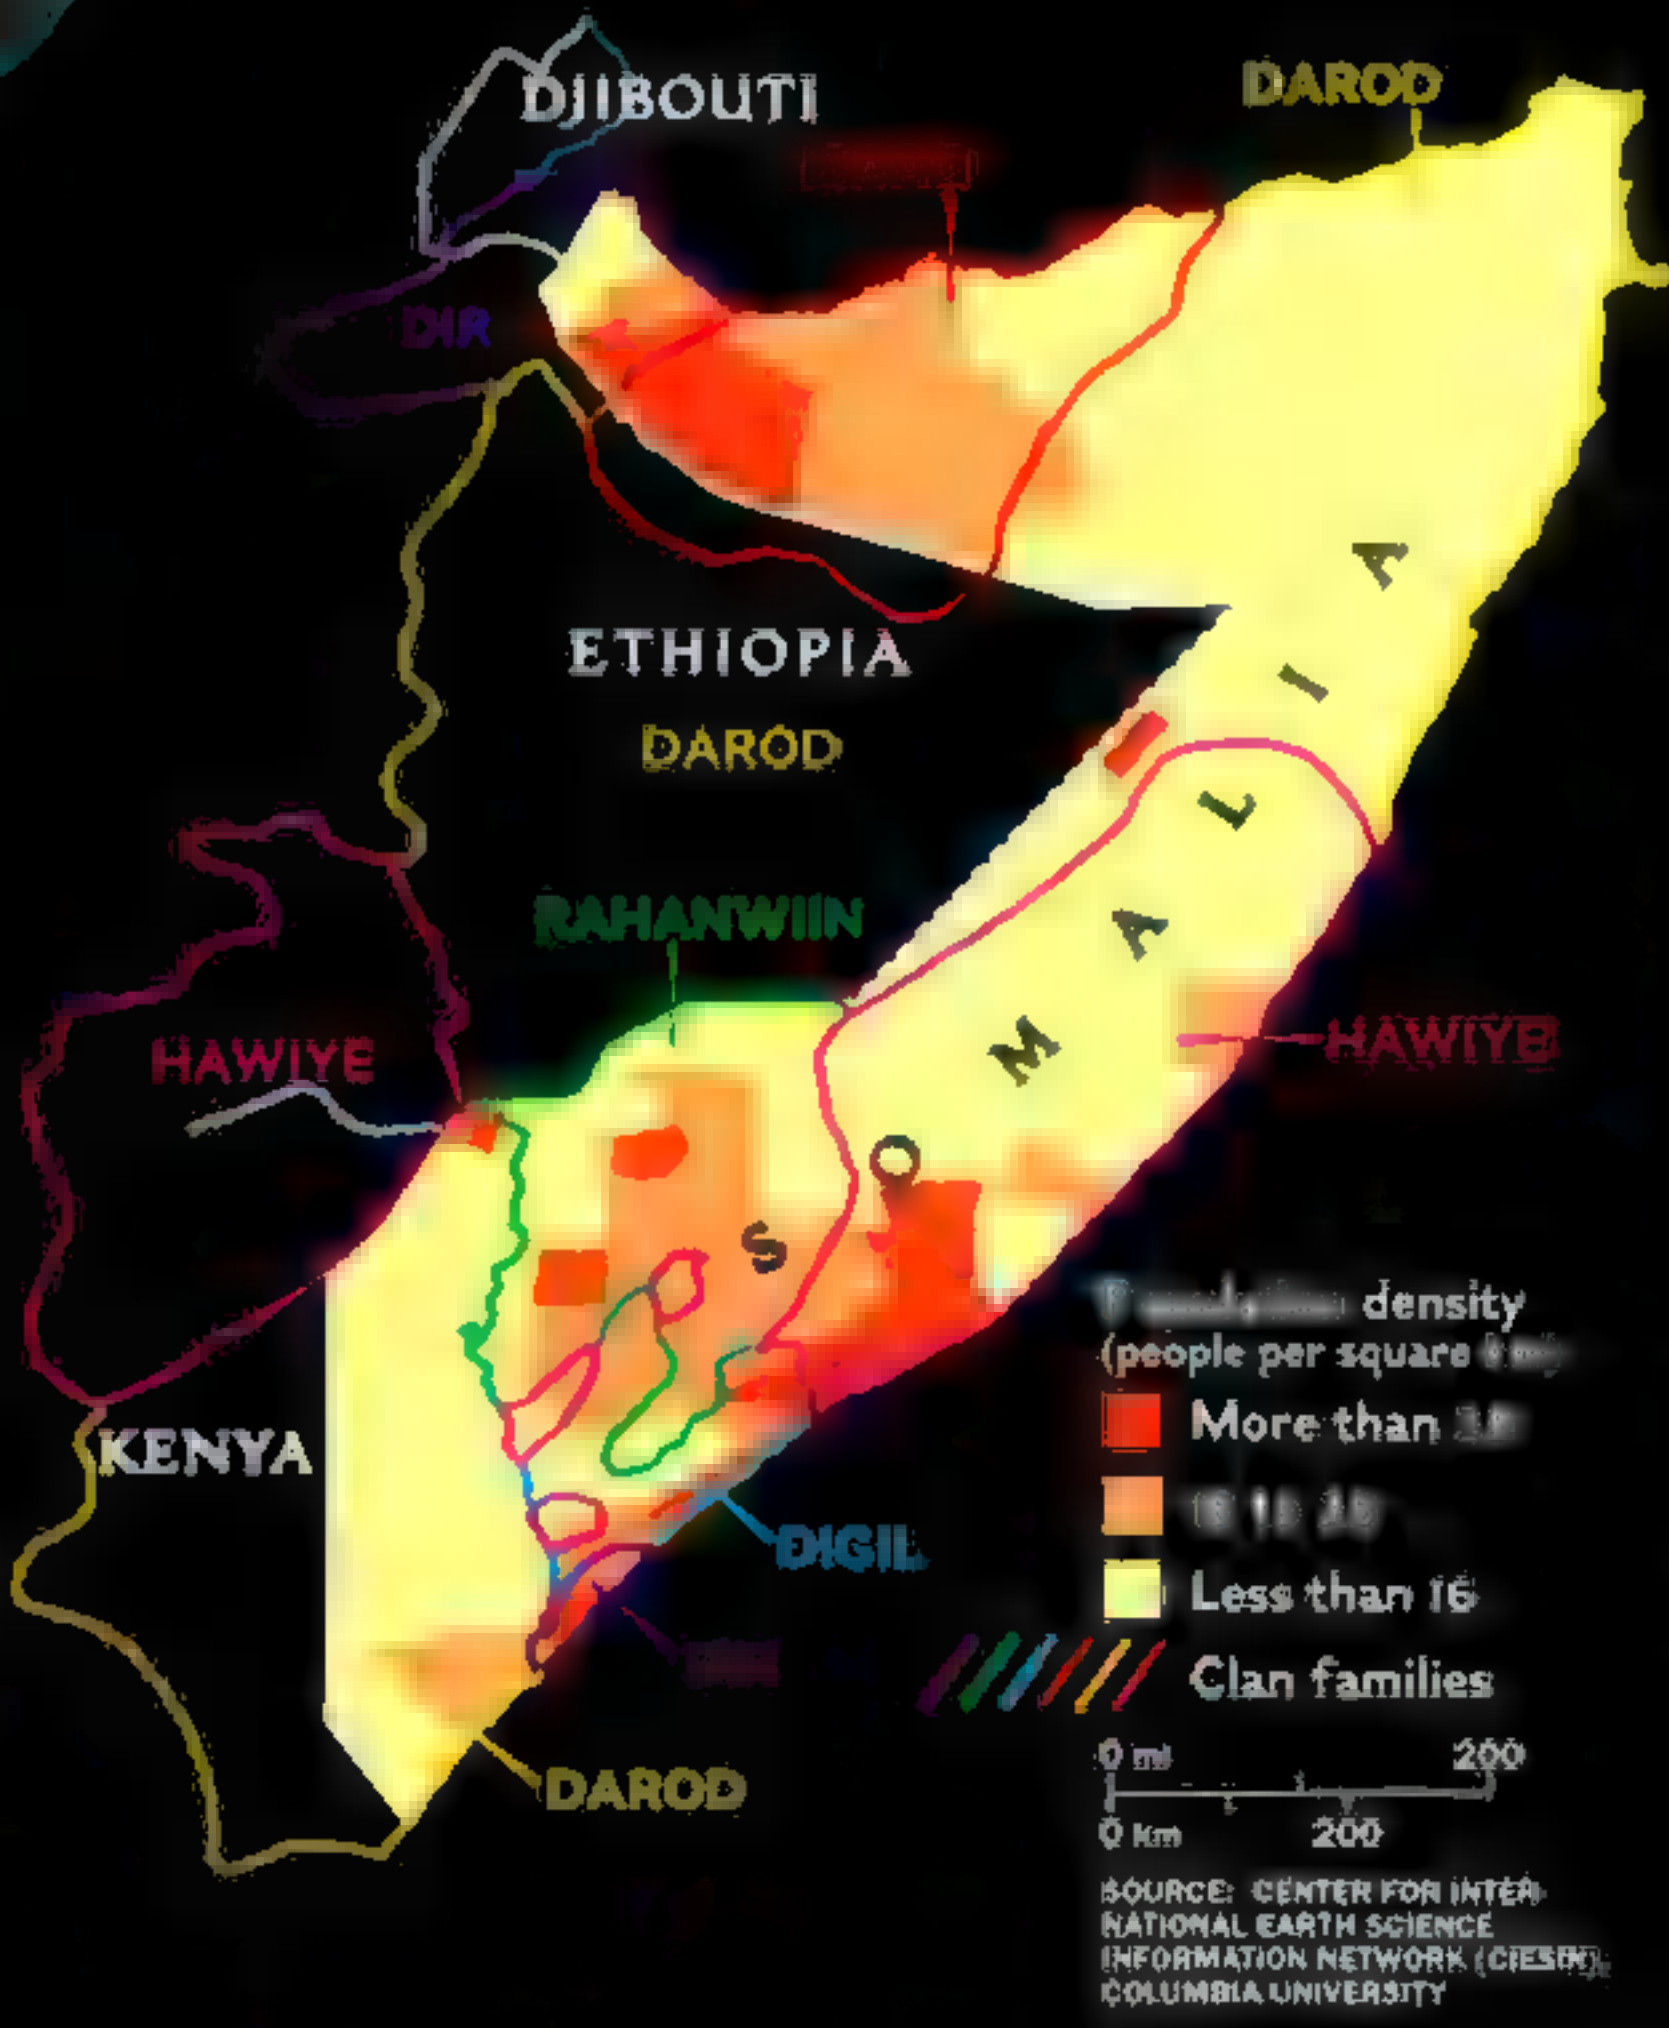 DJIBOUTI
DAROD
DIR
ETHIOPIA
DAROD
RAHANWIIN
HAWIYE
HAWIYE
SOMALIA
KENYA
DIGIL
DAROD
density
(people per square
More than
Less than 16
Clan families
0 mi 200
0 Km 200
SOURCE: CENTER FOR INTER-
NATIONAL EARTH SCIENCE
INFORMATION NETWORK (CIESIN),
COLUMBIA UNIVERSITY